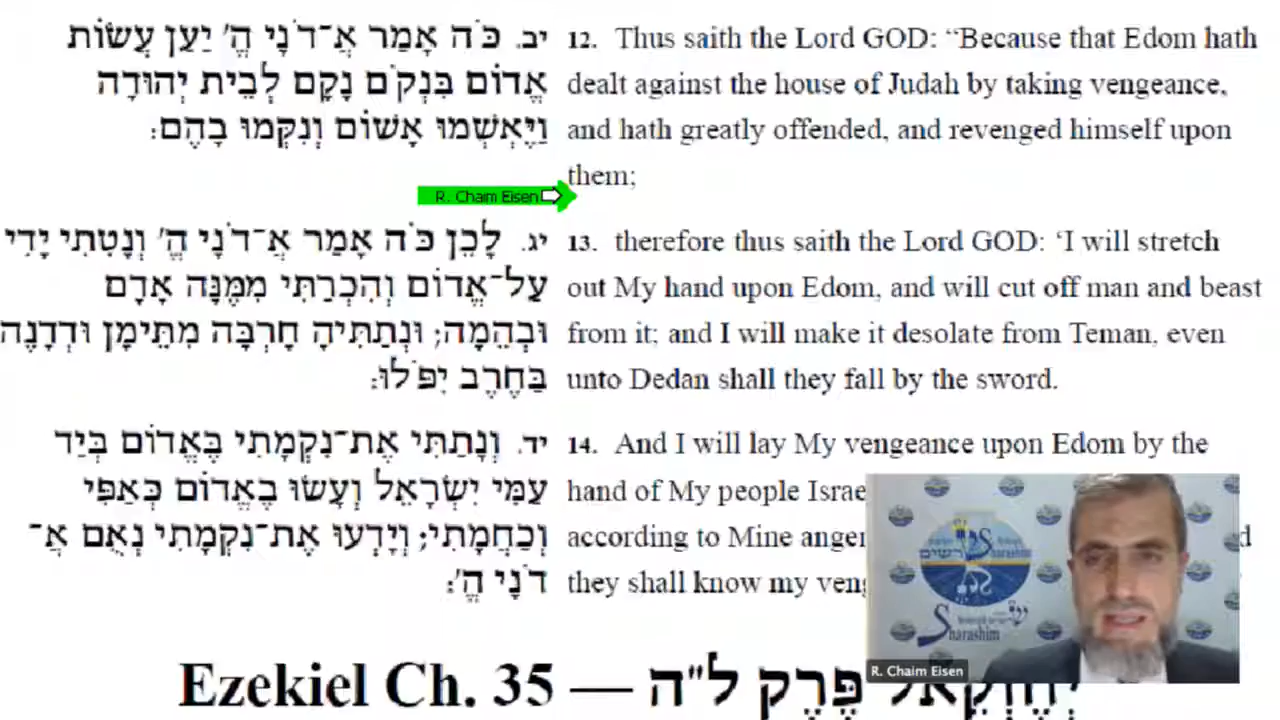 יב. כֹּה אָמַר אֲ־דֹנָי הֱ' יַעַן עֲשׂוֹת
אֱדוֹם בִּנְקֹם נָקָם לְבֵית יְהוּדָה
וַיֶּאְשְׁמוּ אָשׁוֹם וְנִקְּמוּ בָהֶם:
12. Thus saith the Lord GOD: “Because that Edom hath
dealt against the house of Judah by taking vengeance,
and hath greatly offended, and revenged himself upon
them;
R. Chaim Eisen
יג. לָכֵן כֹּה אָמַר אֲ־דֹנָי הֱ' וְנָטִתִי יָדִי
עַל־אֱדוֹם וְהִכְרַתִּי מִמֶּנָּה אָדָם
וּבְהֵמָה; וּנְתַתִּיהָ חָרְבָּה מִתֵּימָן וּדְדָנֶה
בַּחֶרֶב יִפֹּלוּ:
13. therefore thus saith the Lord GOD: ‘I will stretch
out My hand upon Edom, and will cut off man and beast
from it; and I will make it desolate from Teman, even
unto Dedan shall they fall by the sword.
יד. וְנָתַתִּי אֶת־נִקְמָתִי בֶּאֱדוֹם בְּיַד
עַמִּי יִשְׂרָאֵל וְעָשׂוּ בֶאֱדוֹם כְּאַפִּי
וְכַחֲמָתִי; וְיָדְעוּ אֶת־נִקְמָתִי נְאֻם אֲ־
דֹנָי הֱ':
14. And I will lay My vengeance upon Edom by the
hand of My people Israe
according to Mine anger
they shall know my veng
שרשים
Sharashim
Sharashim
R. Chaim Eisen
Ezekiel Ch. 35 — יְחֶזְקֵאל פֶּרֶק ל"ה